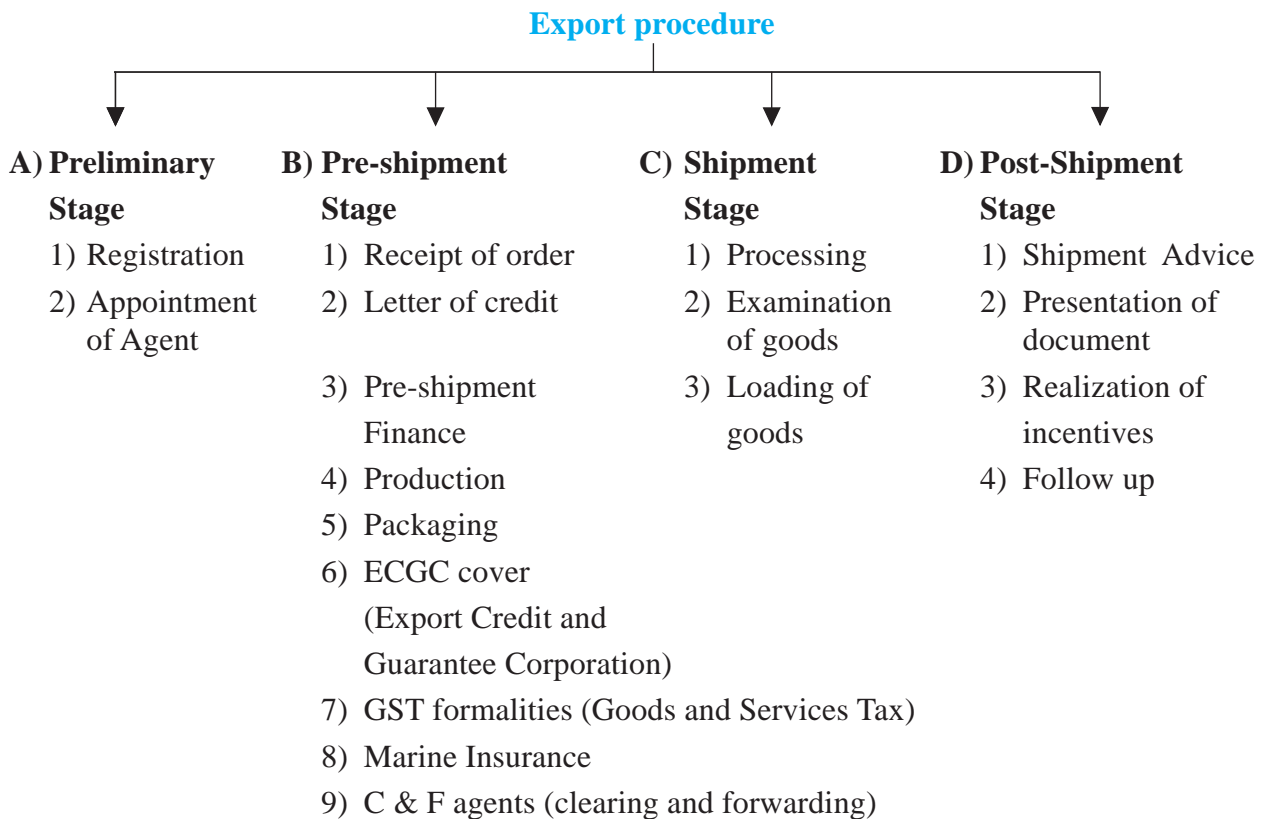 Export procedure
A) Preliminary
Stage
1) Registration
2) Appointment
of Agent
B) Pre-shipment
Stage
1) Receipt of order
2) Letter of credit
3) Pre-shipment
Finance
4) Production
5) Packaging
6) ECGC cover
(Export Credit and
Guarantee Corporation)
7) GST formalities (Goods and Services Tax)
8) Marine Insurance
9) C & F agents (clearing and forwarding)
C) Shipment
Stage
1) Processing
2) Examination
of goods
3) Loading of
goods
D) Post-Shipment
Stage
1) Shipment Advice
2) Presentation of
document
3) Realization of
incentives
4) Follow up